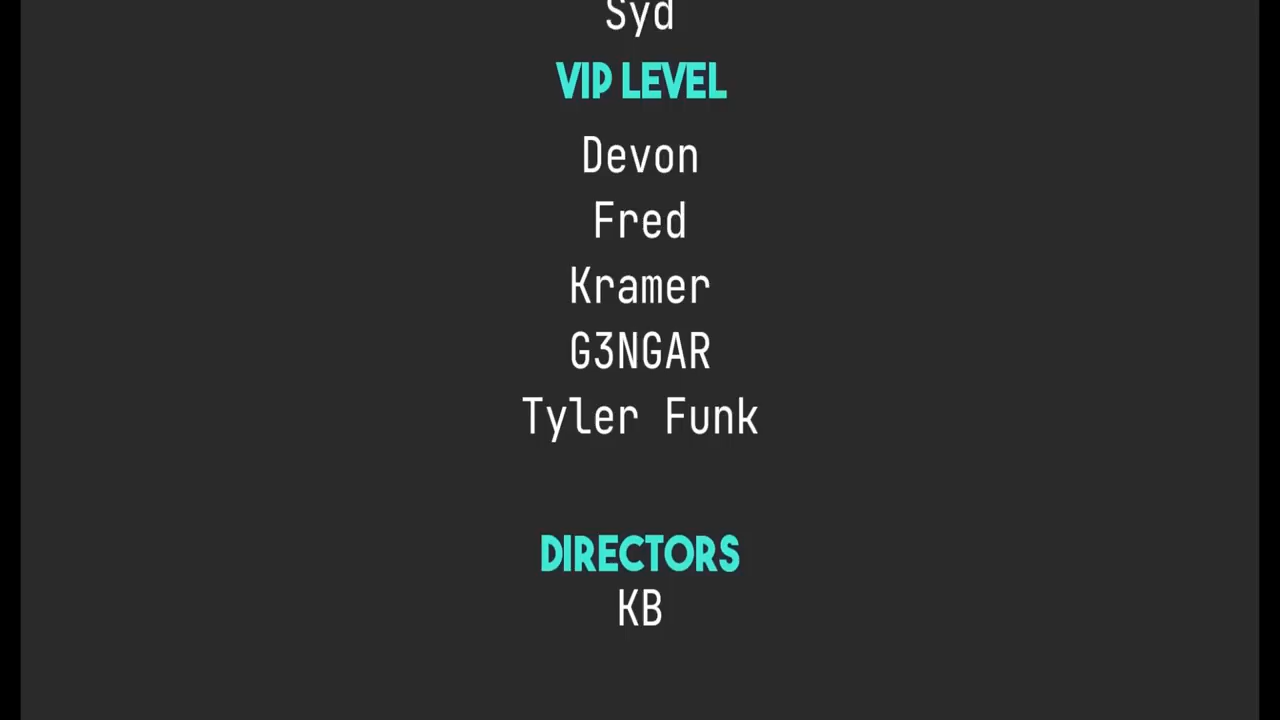 Syd
VIP LEVEL
Devon
Fred
Kramer
G3NGAR
Tyler Funk
DIRECTORS
KB